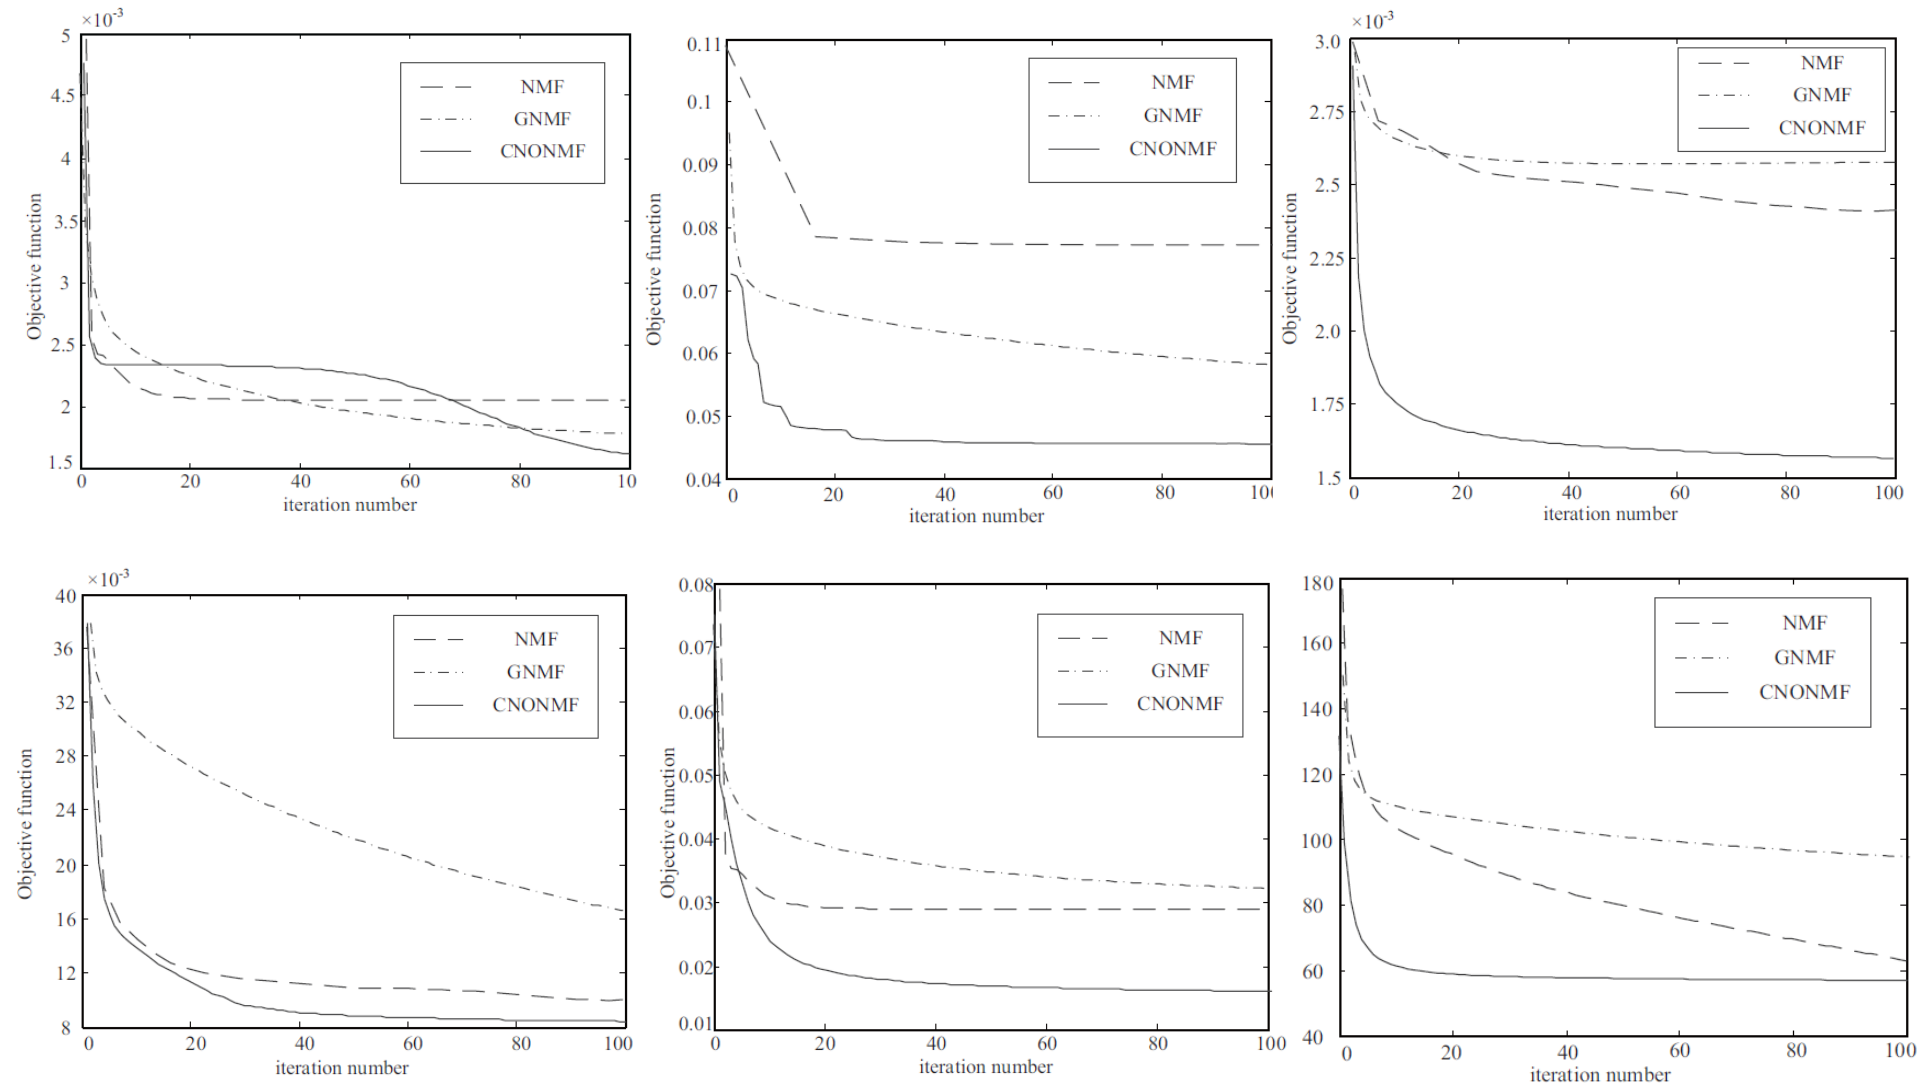 ×10-3
5
4.5
4
3.5
3
2.5
2
1.5
0 20 40 60 80 10
iteration number
Objective function
NMF
GNMF
CNONMF
0.11
0.1
0.09
0.08
0.07
0.06
0.05
0.04
0 20 40 60 80 100
iteration number
Objective function
NMF
GNMF
CNONMF
×10-3
3.0
2.75
2.5
2.25
2.0
1.75
1.5
0 20 40 60 80 100
iteration number
Objective function
NMF
GNMF
CNONMF
×10-3
40
36
32
28
24
20
16
12
8
0 20 40 60 80 100
iteration number
Objective function
NMF
GNMF
CNONMF
0.08
0.07
0.06
0.05
0.04
0.03
0.02
0.01
0 20 40 60 80 100
iteration number
Objective function
NMF
GNMF
CNONMF
180
160
140
120
100
80
60
40
0 20 40 60 80 100
iteration number
NMF
GNMF
CNONMF